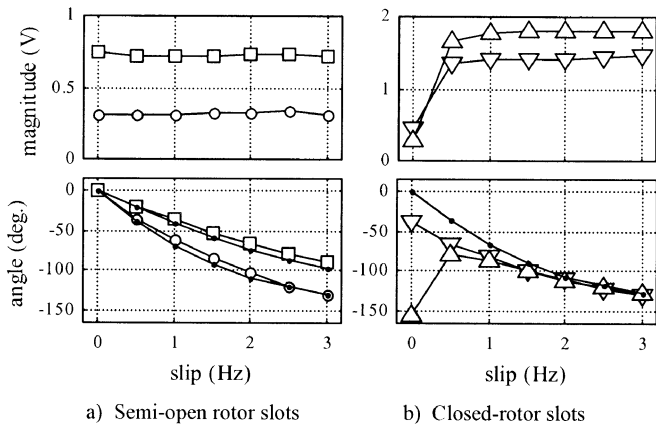 magnitude (V)
1
0.5
0
2
1
0
angle (deg.)
0
-50
-100
-150
0
-50
-100
-150
0 1 2 3
slip (Hz)
0 1 2 3
slip (Hz)
a) Semi-open rotor slots
b) Closed-rotor slots